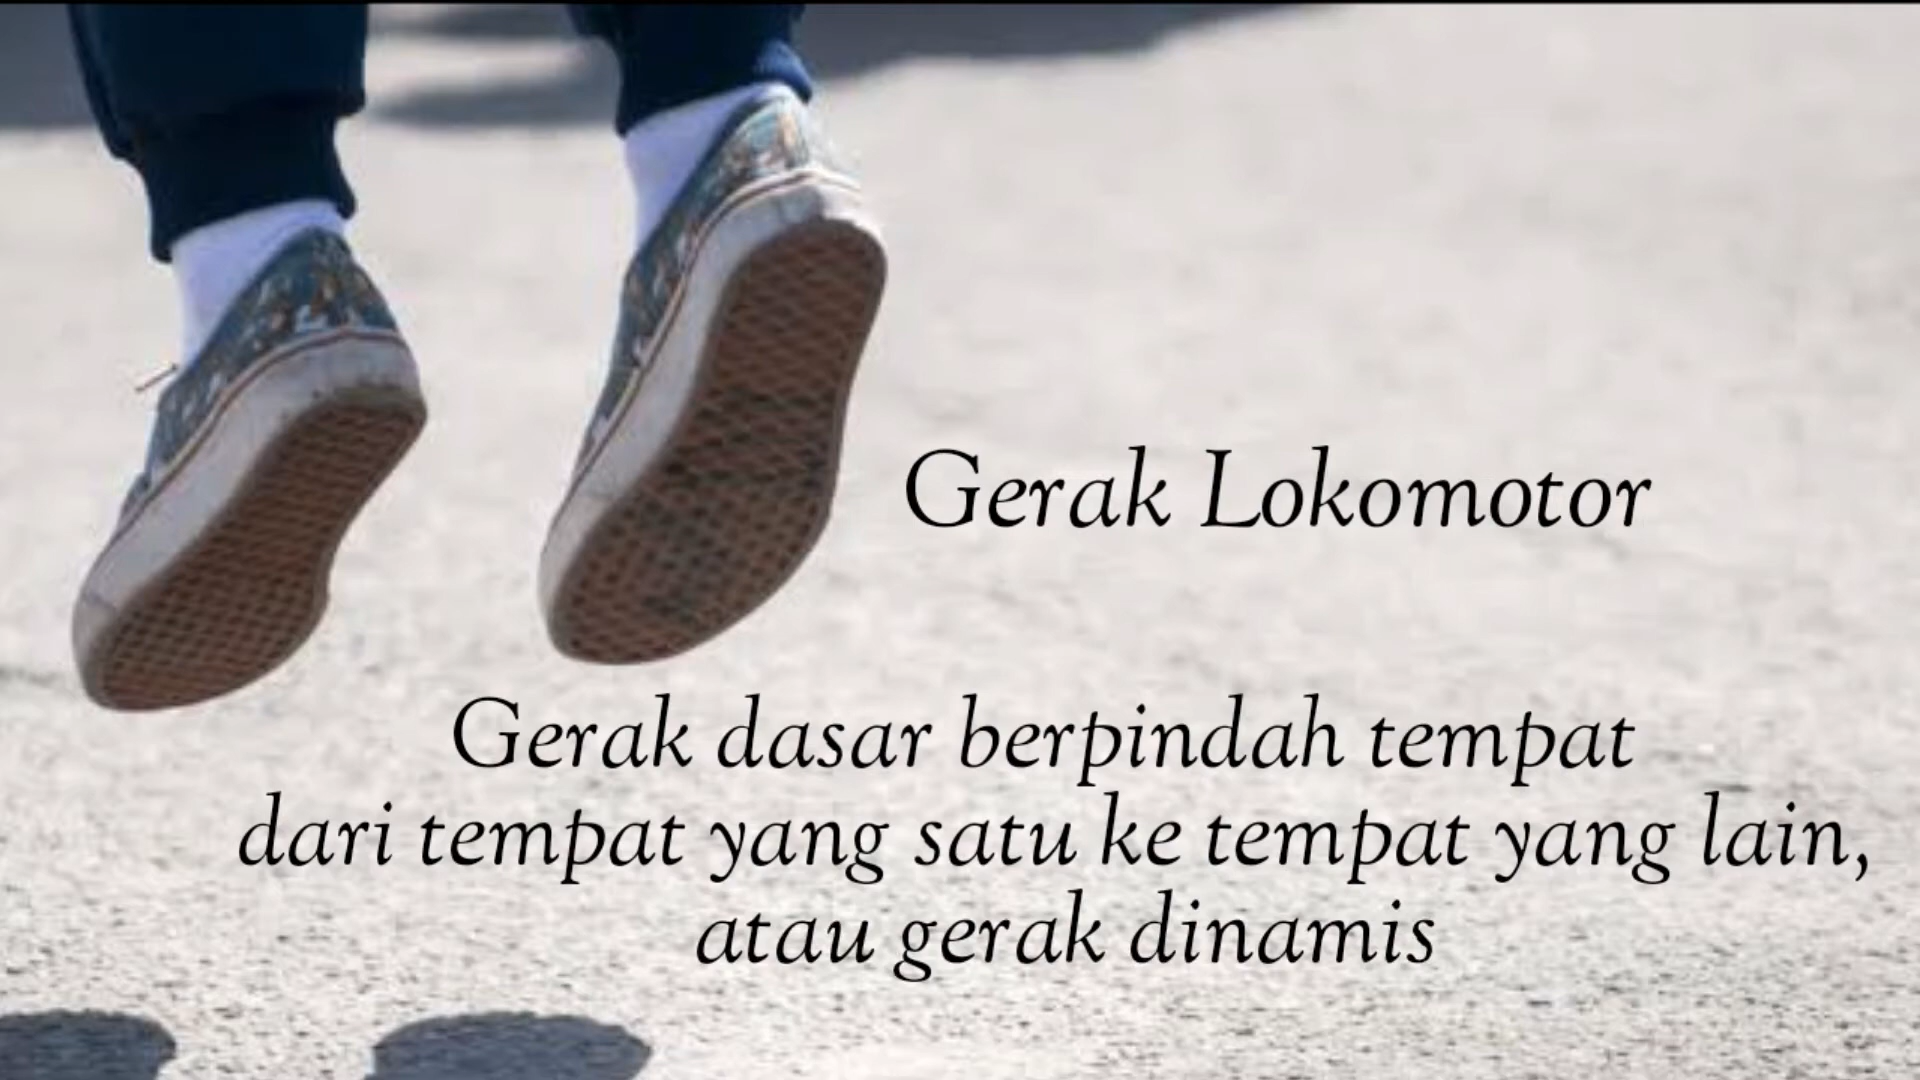 Gerak Lokomotor
Gerak dasar berpindah tempat
dari tempat yang satu ke tempat yang lain,
atau gerak dinamis